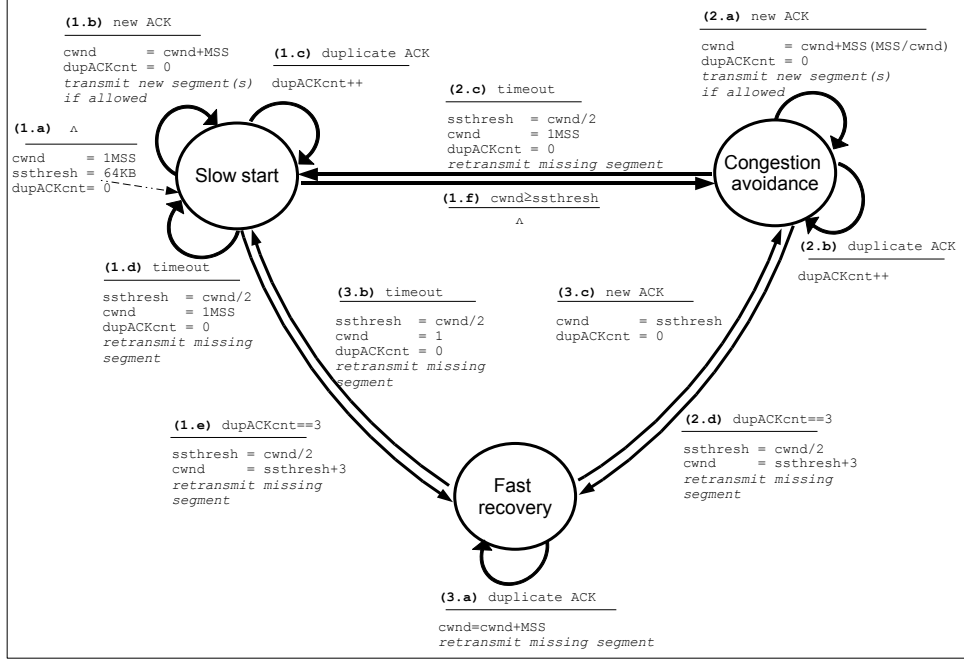 (1.b) new ACK
cwnd = cwnd+MSS
dupACKcnt = 0
transmit new segment(s)
if allowed
(1.c) duplicate ACK
dupACKcnt++
(2.a) new ACK
cwnd = cwnd+MSS(MSS/cwnd)
dupACKcnt = 0
transmit new segment(s)
if allowed
(2.c) timeout
ssthresh = cwnd/2
cwnd = 1MSS
dupACKcnt = 0
retransmit missing segment
(1.a) Λ
cwnd = 1MSS
ssthresh = 64KB
dupACKcnt= 0
Slow start
Congestion
avoidance
(1.f) cwnd≥ssthresh
Λ
(2.b) duplicate ACK
dupACKcnt++
(1.d) timeout
ssthresh = cwnd/2
cwnd = 1MSS
dupACKcnt = 0
retransmit missing
segment
(3.b) timeout
ssthresh = cwnd/2
cwnd = 1
dupACKcnt = 0
retransmit missing
segment
(3.c) new ACK
cwnd = ssthresh
dupACKcnt = 0
(1.e) dupACKcnt==3
ssthresh = cwnd/2
cwnd = ssthresh+3
retransmit missing
segment
(2.d) dupACKcnt==3
ssthresh = cwnd/2
cwnd = ssthresh+3
retransmit missing
segment
Fast
recovery
(3.a) duplicate ACK
cwnd=cwnd+MSS
retransmit missing segment